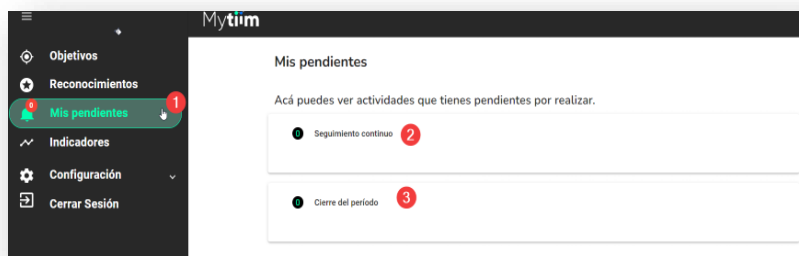 Mytiim
Objetivos
Reconocimientos
0
Mis pendientes
1
Indicadores
Configuración
Cerrar Sesión
Mis pendientes
Acá puedes ver actividades que tienes pendientes por realizar.
0 Seguimiento continuo 2
0 Cierre del período 3